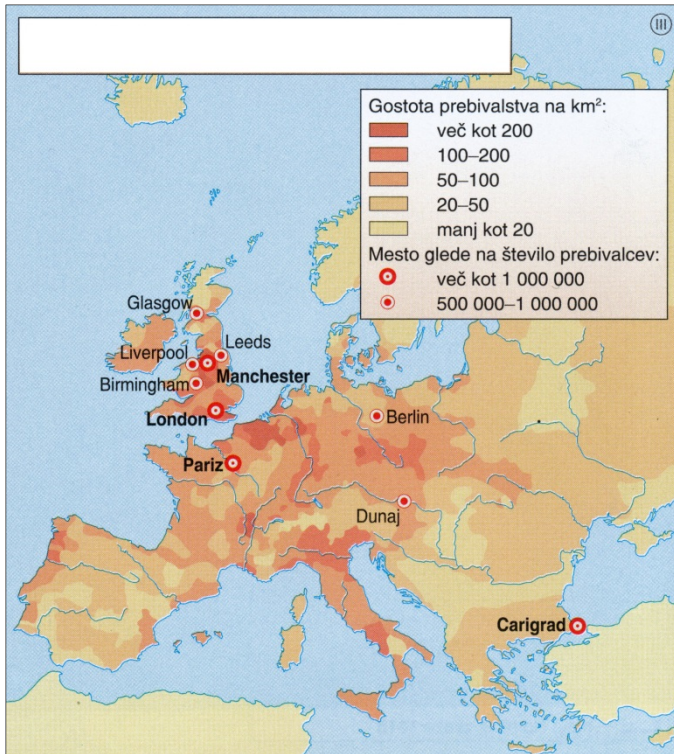 III
Gostota prebivalstva na km²:
več kot 200
100–200
50–100
20–50
manj kot 20
Mesto glede na število prebivalcev:
več kot 1 000 000
500 000–1 000 000
Glasgow
Leeds
Liverpool
Manchester
Birmingham
London
Berlin
Pariz
Dunaj
Carigrad